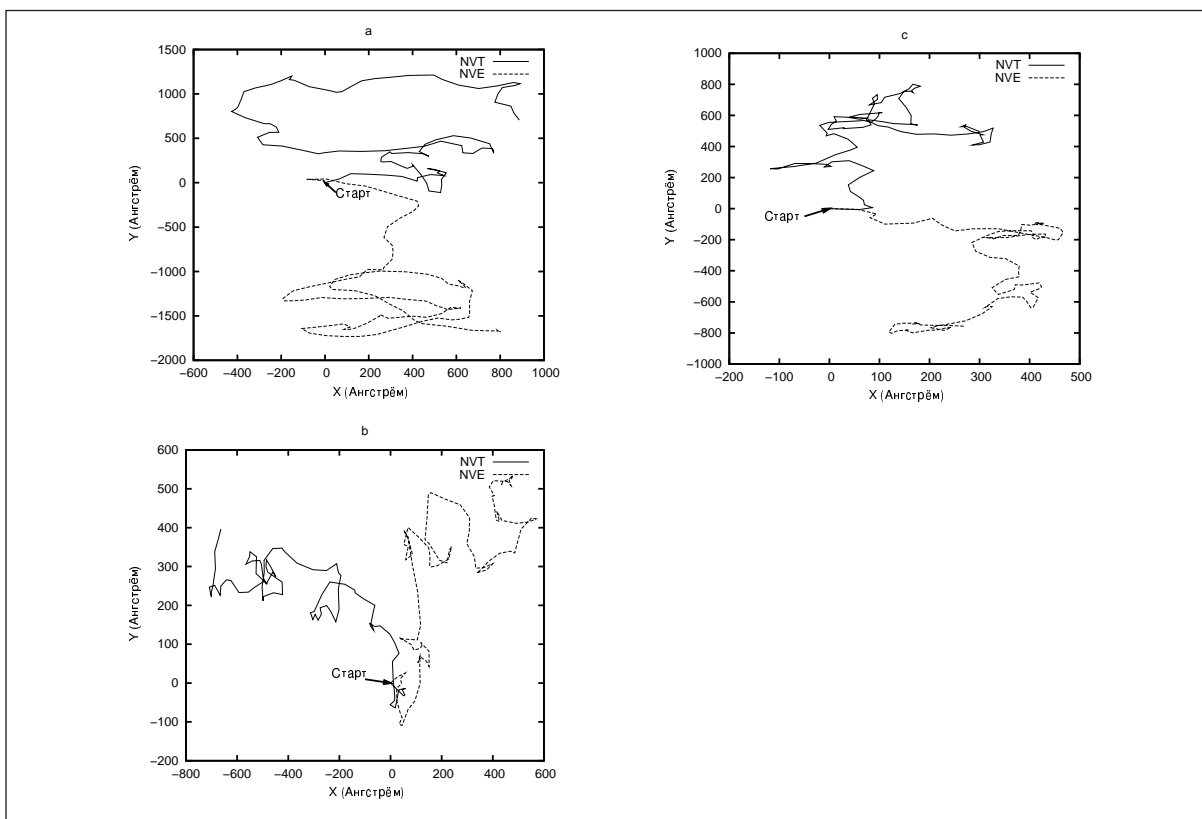 a
1500
1000
500
0
−500
−1000
−1500
−2000
−600 −400 −200 0 200 400 600 800 1000
Y (Ангстрём)
X (Ангстрём)
NVT
NVE
Старт
c
1000
800
600
400
200
0
−200
−400
−600
−800
−1000
−200 −100 0 100 200 300 400 500
Y (Ангстрём)
X (Ангстрём)
NVT
NVE
Старт
b
600
500
400
300
200
100
0
−100
−200
−800 −600 −400 −200 0 200 400 600
Y (Ангстрём)
X (Ангстрём)
NVT
NVE
Старт